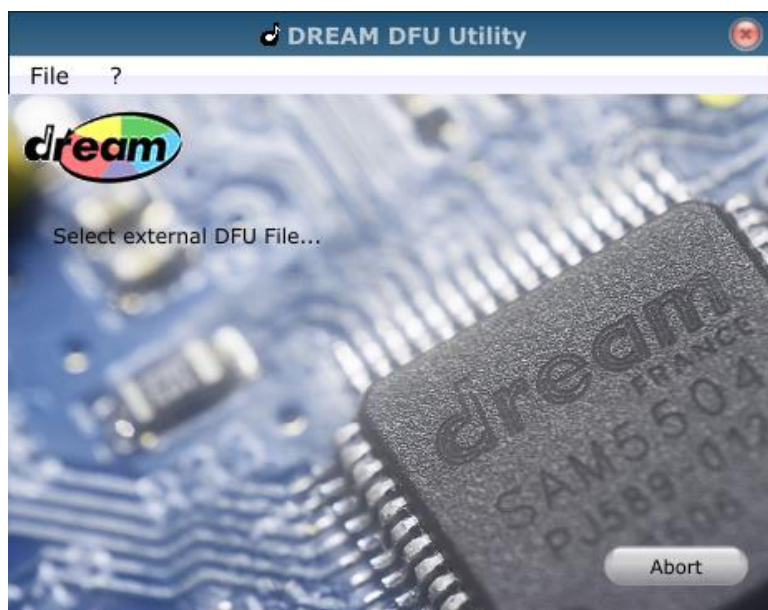 DREAM DFU Utility
File ?
dream
Select external DFU File...
dream
FRANCE
SAM5504
PJ589-012
Abort